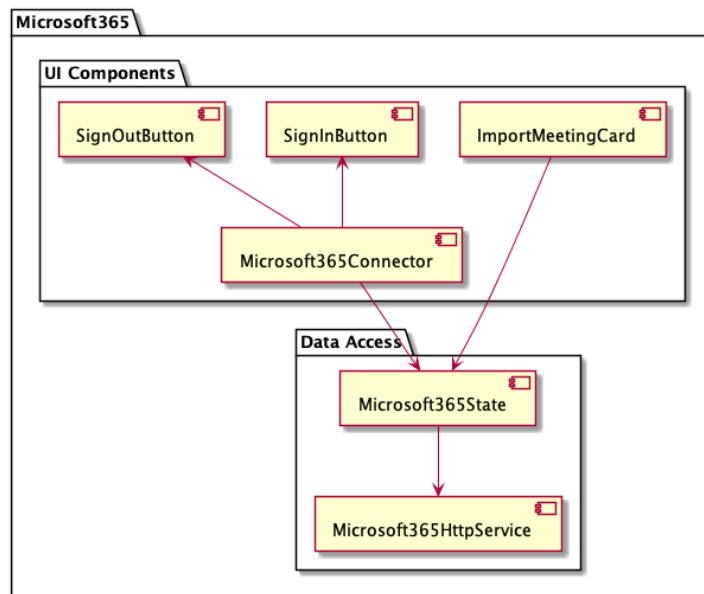 Microsoft365
UI Components
SignOutButton
SignInButton
ImportMeetingCard
Microsoft365Connector
Data Access
Microsoft365State
Microsoft365HttpService